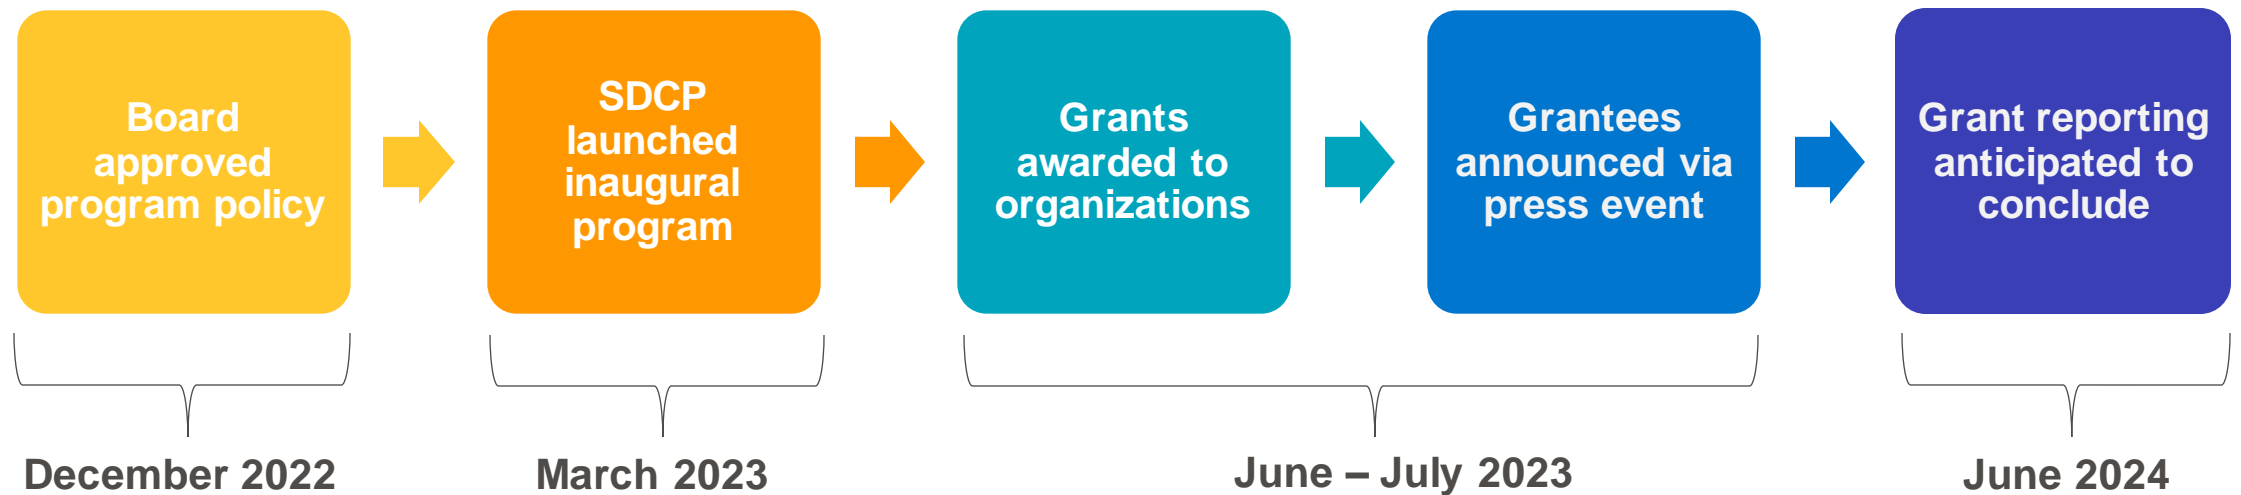 Board
approved
program policy
SDCP
launched
inaugural
program
Grants
awarded to
organizations
Grantees
announced via
press event
Grant reporting
anticipated to
conclude
December 2022
March 2023
June – July 2023
June 2024